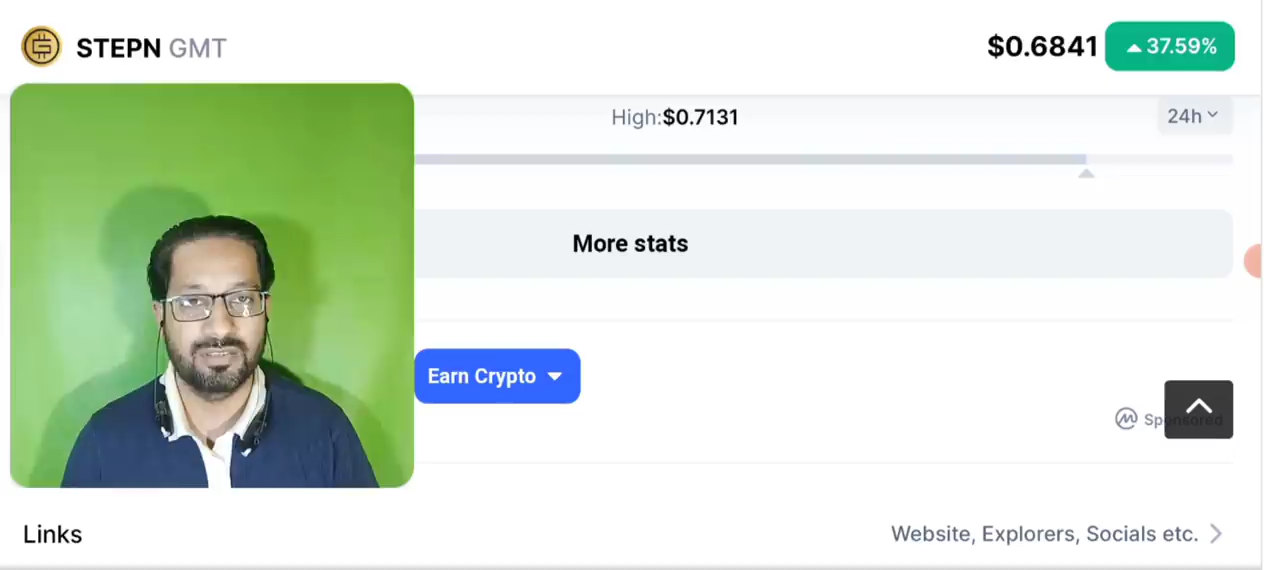 STEPN GMT
$0.6841 37.59%
High:$0.7131
24h
More stats
Earn Crypto
Sponsored
Links
Website, Explorers, Socials etc.